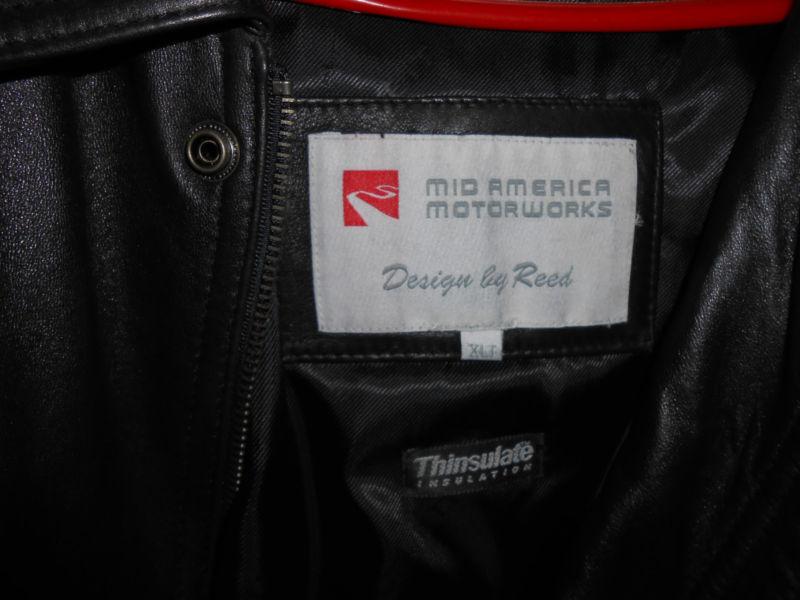 MID AMERICA
MOTORWORKS
Design by Reed
XLT
Thinsulate
INSULATION